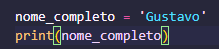 nome_completo = 'Gustavo'
print(nome_completo)